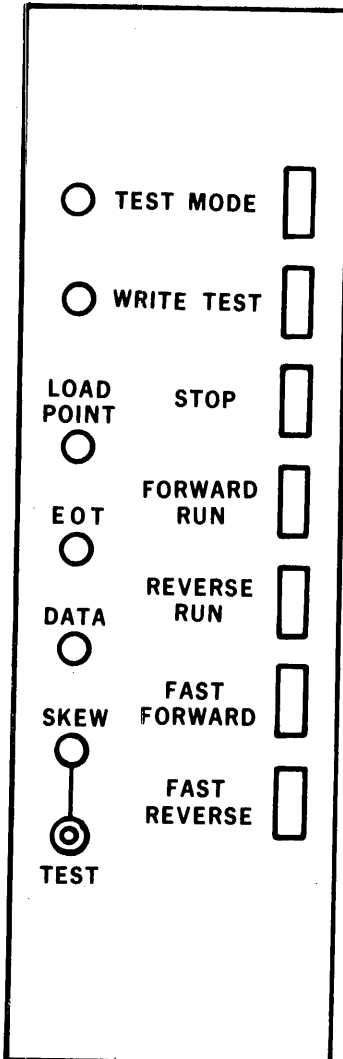 TEST MODE
WRITE TEST
LOAD
POINT
STOP
EOT
FORWARD
RUN
DATA
REVERSE
RUN
SKEW
FAST
FORWARD
TEST
FAST
REVERSE